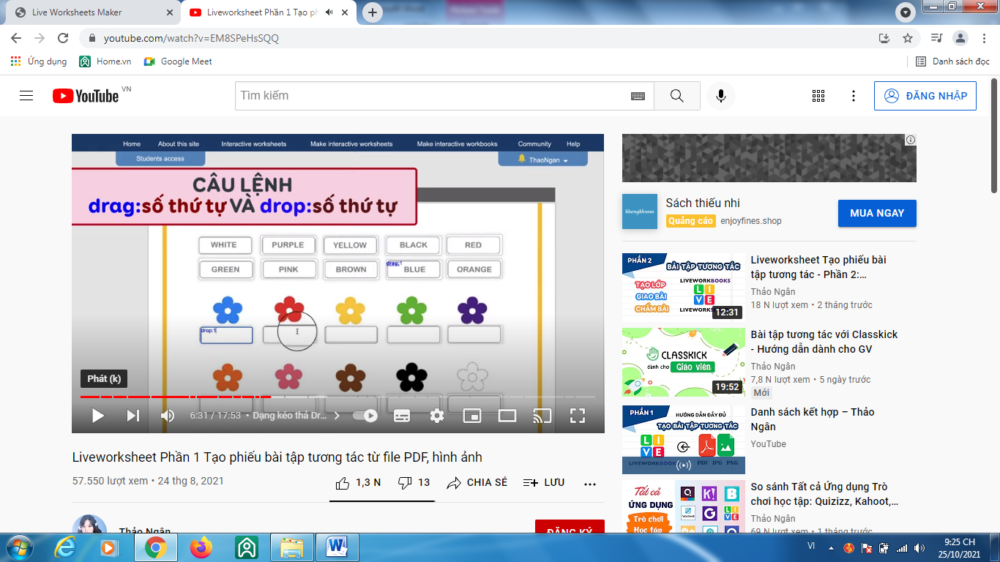 Live Worksheets Maker
Liveworksheet Phần 1 Tạo ph
youtube.com/watch?v=EM8SPeHsSQQ
Ứng dụng
Home.vn
Google Meet
Danh sách đọc
YouTube VN
Tìm kiếm
ĐĂNG NHẬP
Home
About this site
Interactive worksheets
Make interactive worksheets
Make interactive workbooks
Community
Help
Students access
ThaoNgan
CÂU LỆNH
drag:số thứ tự VÀ drop:số thứ tự
WHITE
PURPLE
YELLOW
BLACK
RED
GREEN
PINK
BROWN
drag:1
BLUE
ORANGE
drop:1
Phát (k)
6:31 / 17:53 • Dạng kéo thả Dr...
Liveworksheet Phần 1 Tạo phiếu bài tập tương tác từ file PDF, hình ảnh
57.550 lượt xem • 24 thg 8, 2021
1,3 N
13
CHIA SẺ
LƯU
Thảo Ngân
ĐĂNG KÝ
Sách thiếu nhi
Quảng cáo enjoyfines.shop
MUA NGAY
PHẦN 2
BÀI TẬP TƯƠNG TÁC
TẠO LỚP
GIAO BÀI
CHẤM BÀI
LIVEWORKBOOKS
LIVE
LIVEWORKS
12:31
Liveworksheet Tạo phiếu bài
tập tương tác - Phần 2:...
Thảo Ngân
18 N lượt xem • 2 tháng trước
CLASSKICK
dành cho Giáo viên
19:52
Bài tập tương tác với Classkick
- Hướng dẫn dành cho GV
Thảo Ngân
7,8 N lượt xem • 5 ngày trước
Mới
PHẦN 1
HƯỚNG DẪN ĐẦY ĐỦ
TẠO BÀI TẬP TƯƠNG TÁC
LIVE
LIVEWORKBOOK
PDF JPG PNG
Danh sách kết hợp – Thảo
Ngân
YouTube
Tất cả
ỨNG DỤNG
Trò chơi
Học tập
So sánh Tất cả Ứng dụng Trò
chơi học tập: Quizizz, Kahoot,...
Thảo Ngân
69 N lượt xem • 1 tháng trước
VI
9:25 CH
25/10/2021